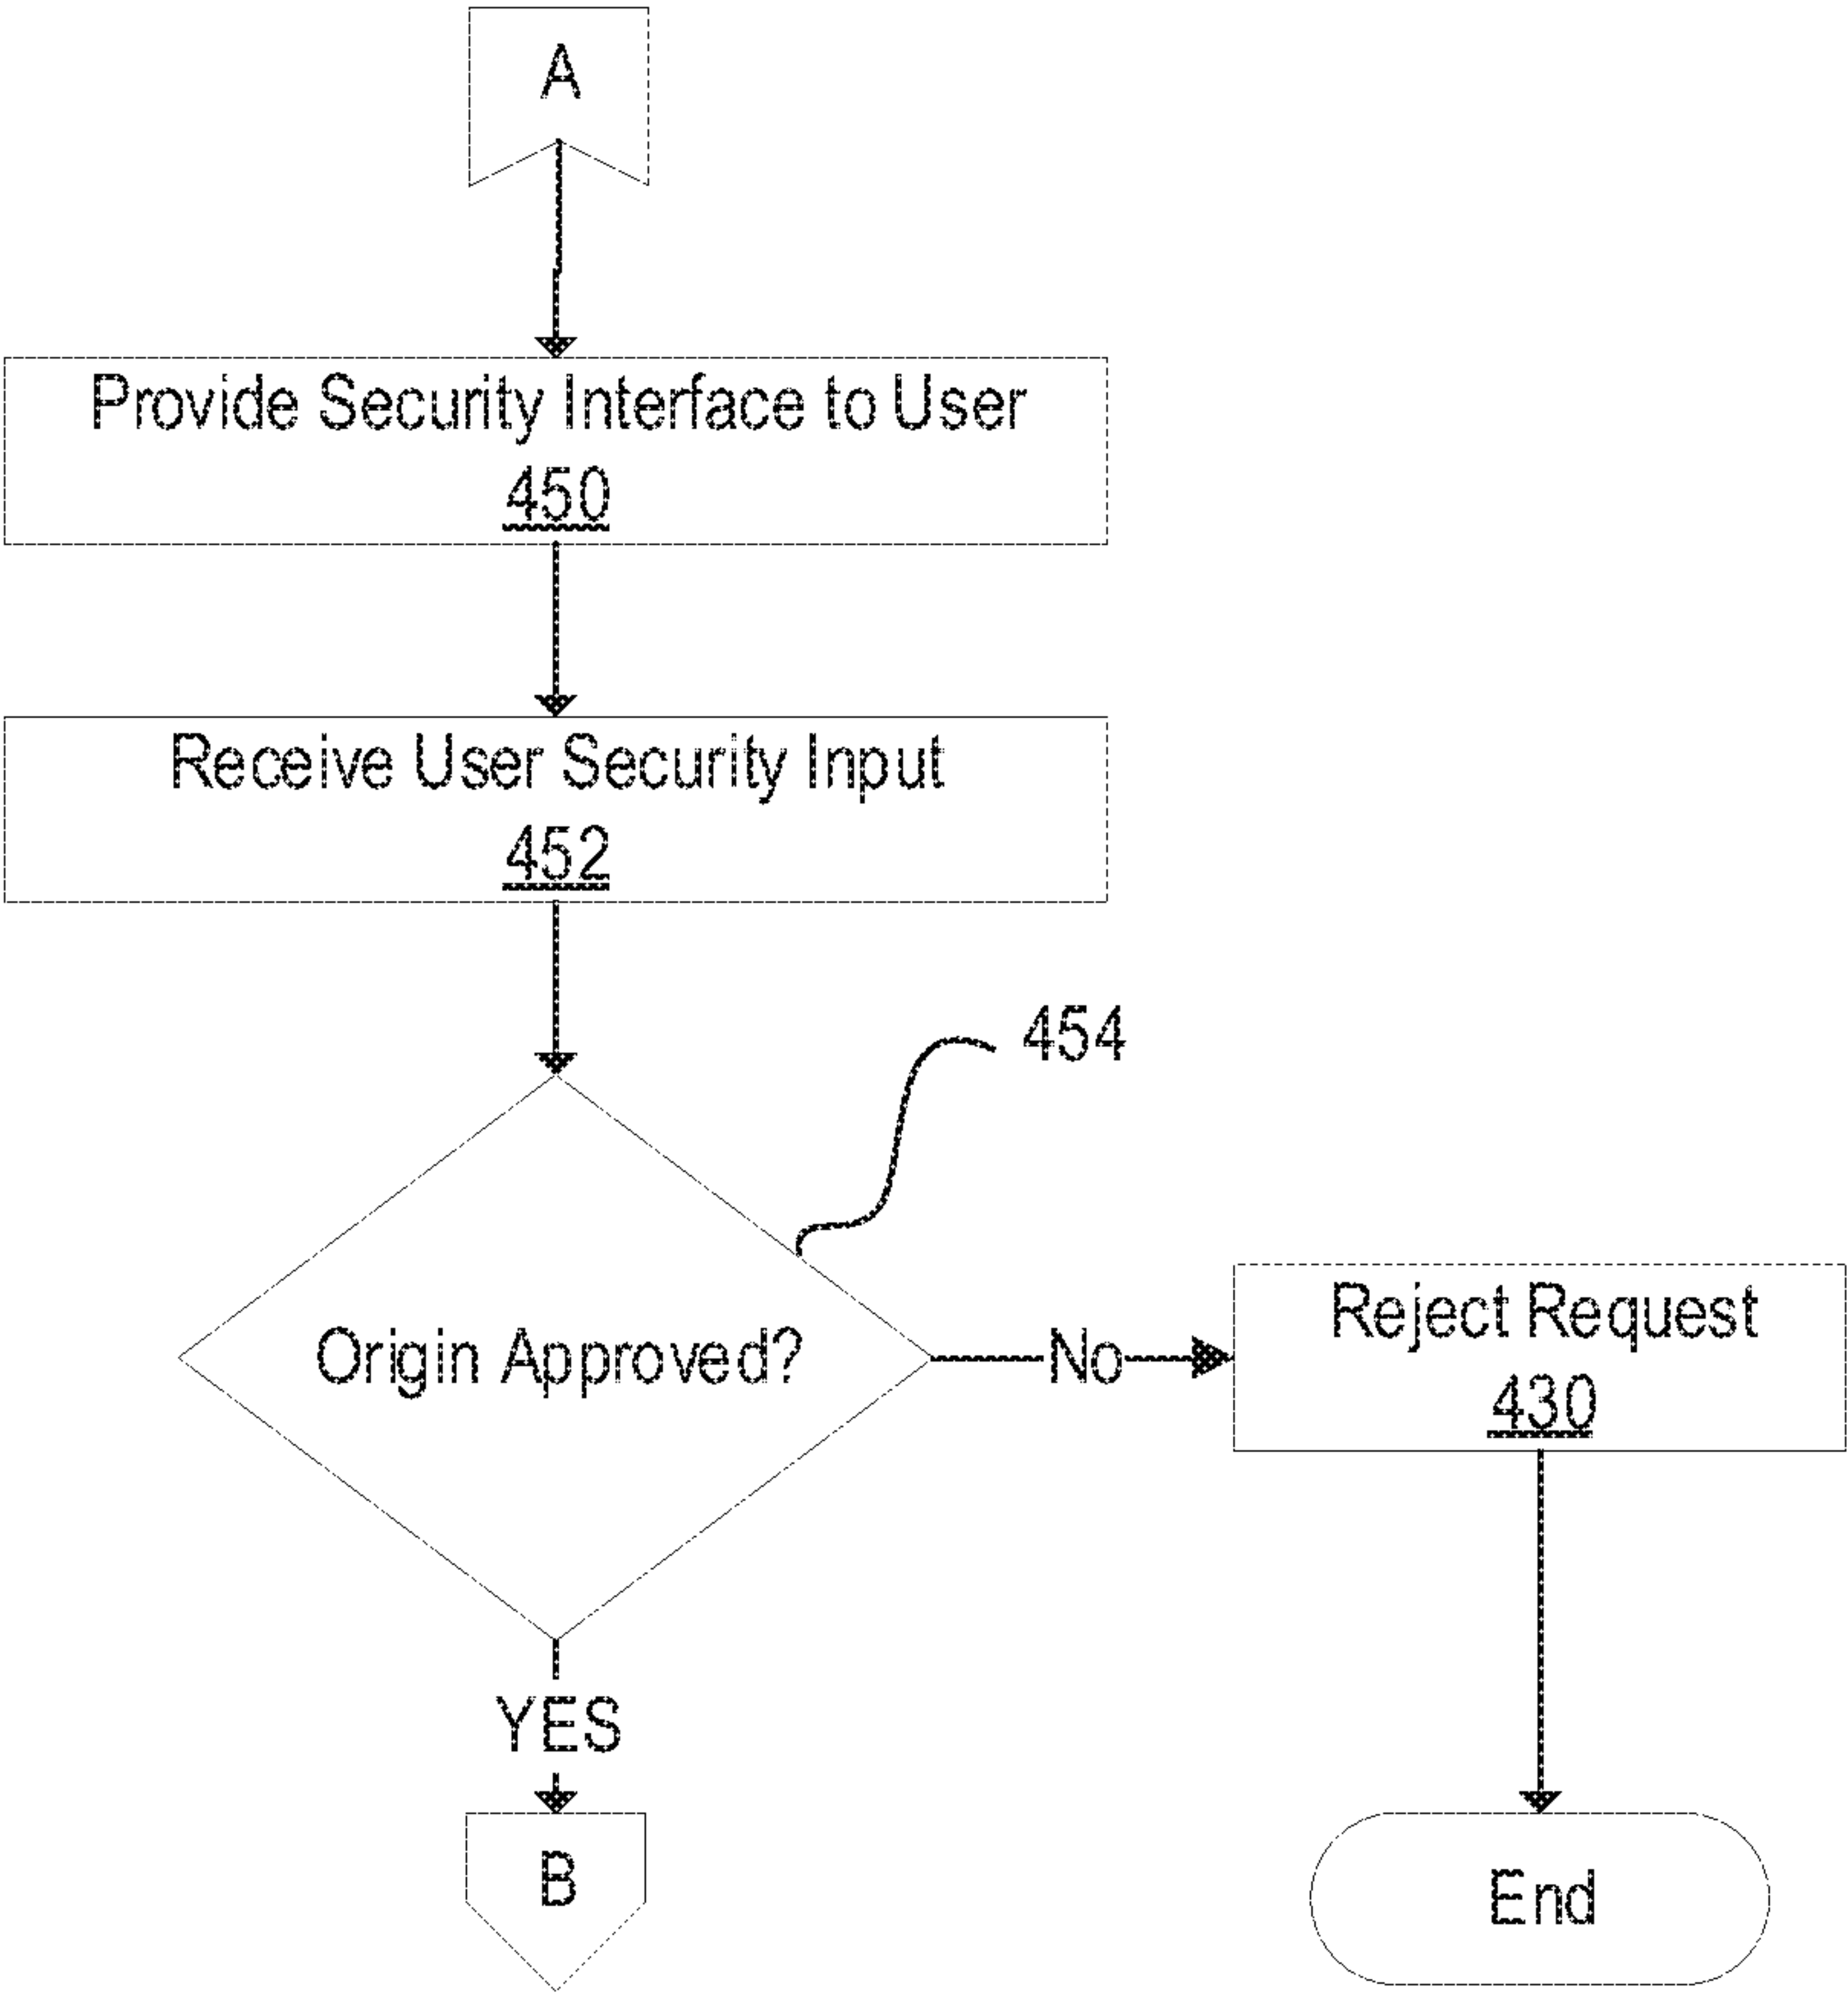 A
Provide Security Interface to User
450
Receive User Security Input
452
454
Origin Approved?
No
Reject Request
430
YES
B
End